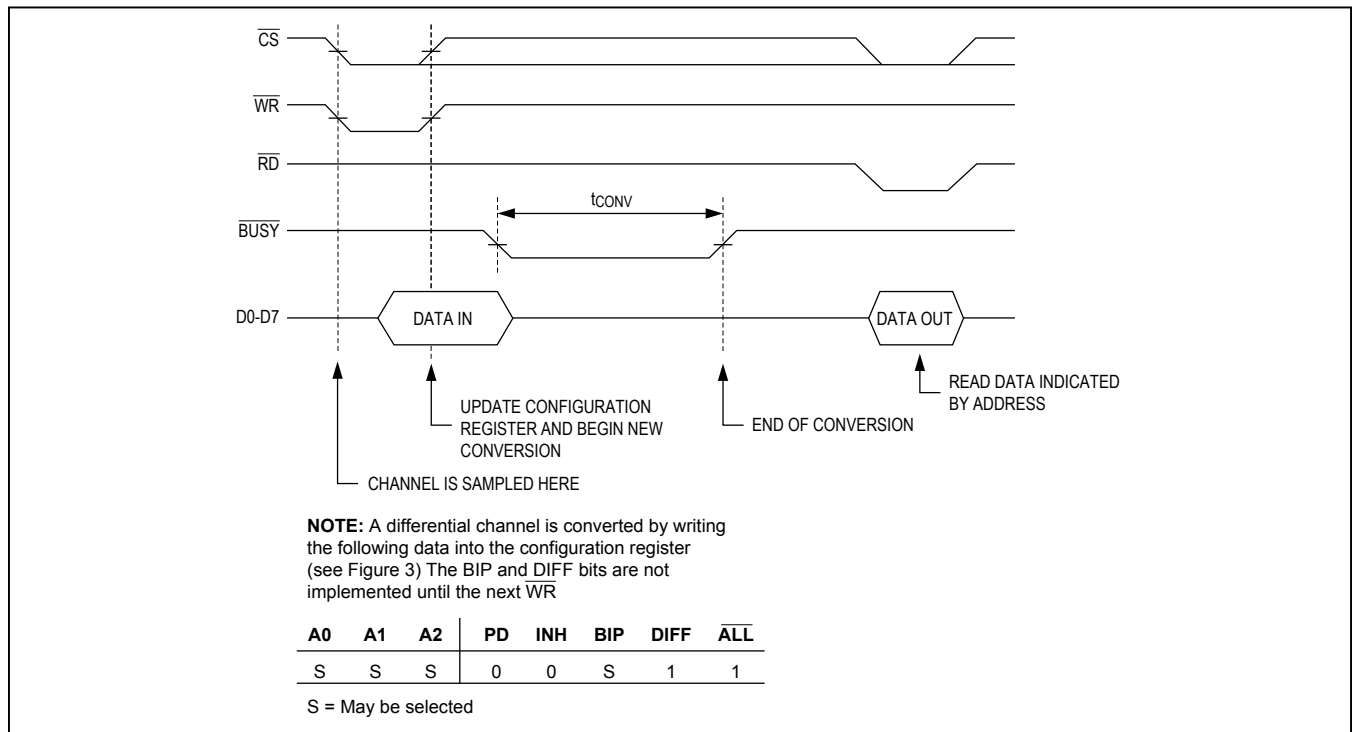 CS
WR
RD
tCONV
BUSY
D0-D7
DATA IN
DATA OUT
READ DATA INDICATED
BY ADDRESS
UPDATE CONFIGURATION
REGISTER AND BEGIN NEW
CONVERSION
END OF CONVERSION
CHANNEL IS SAMPLED HERE
NOTE: A differential channel is converted by writing
the following data into the configuration register
(see Figure 3) The BIP and DIFF bits are not
implemented until the next WR
A0 A1 A2 PD INH BIP DIFF ALL
S S S 0 0 S 1 1
S = May be selected